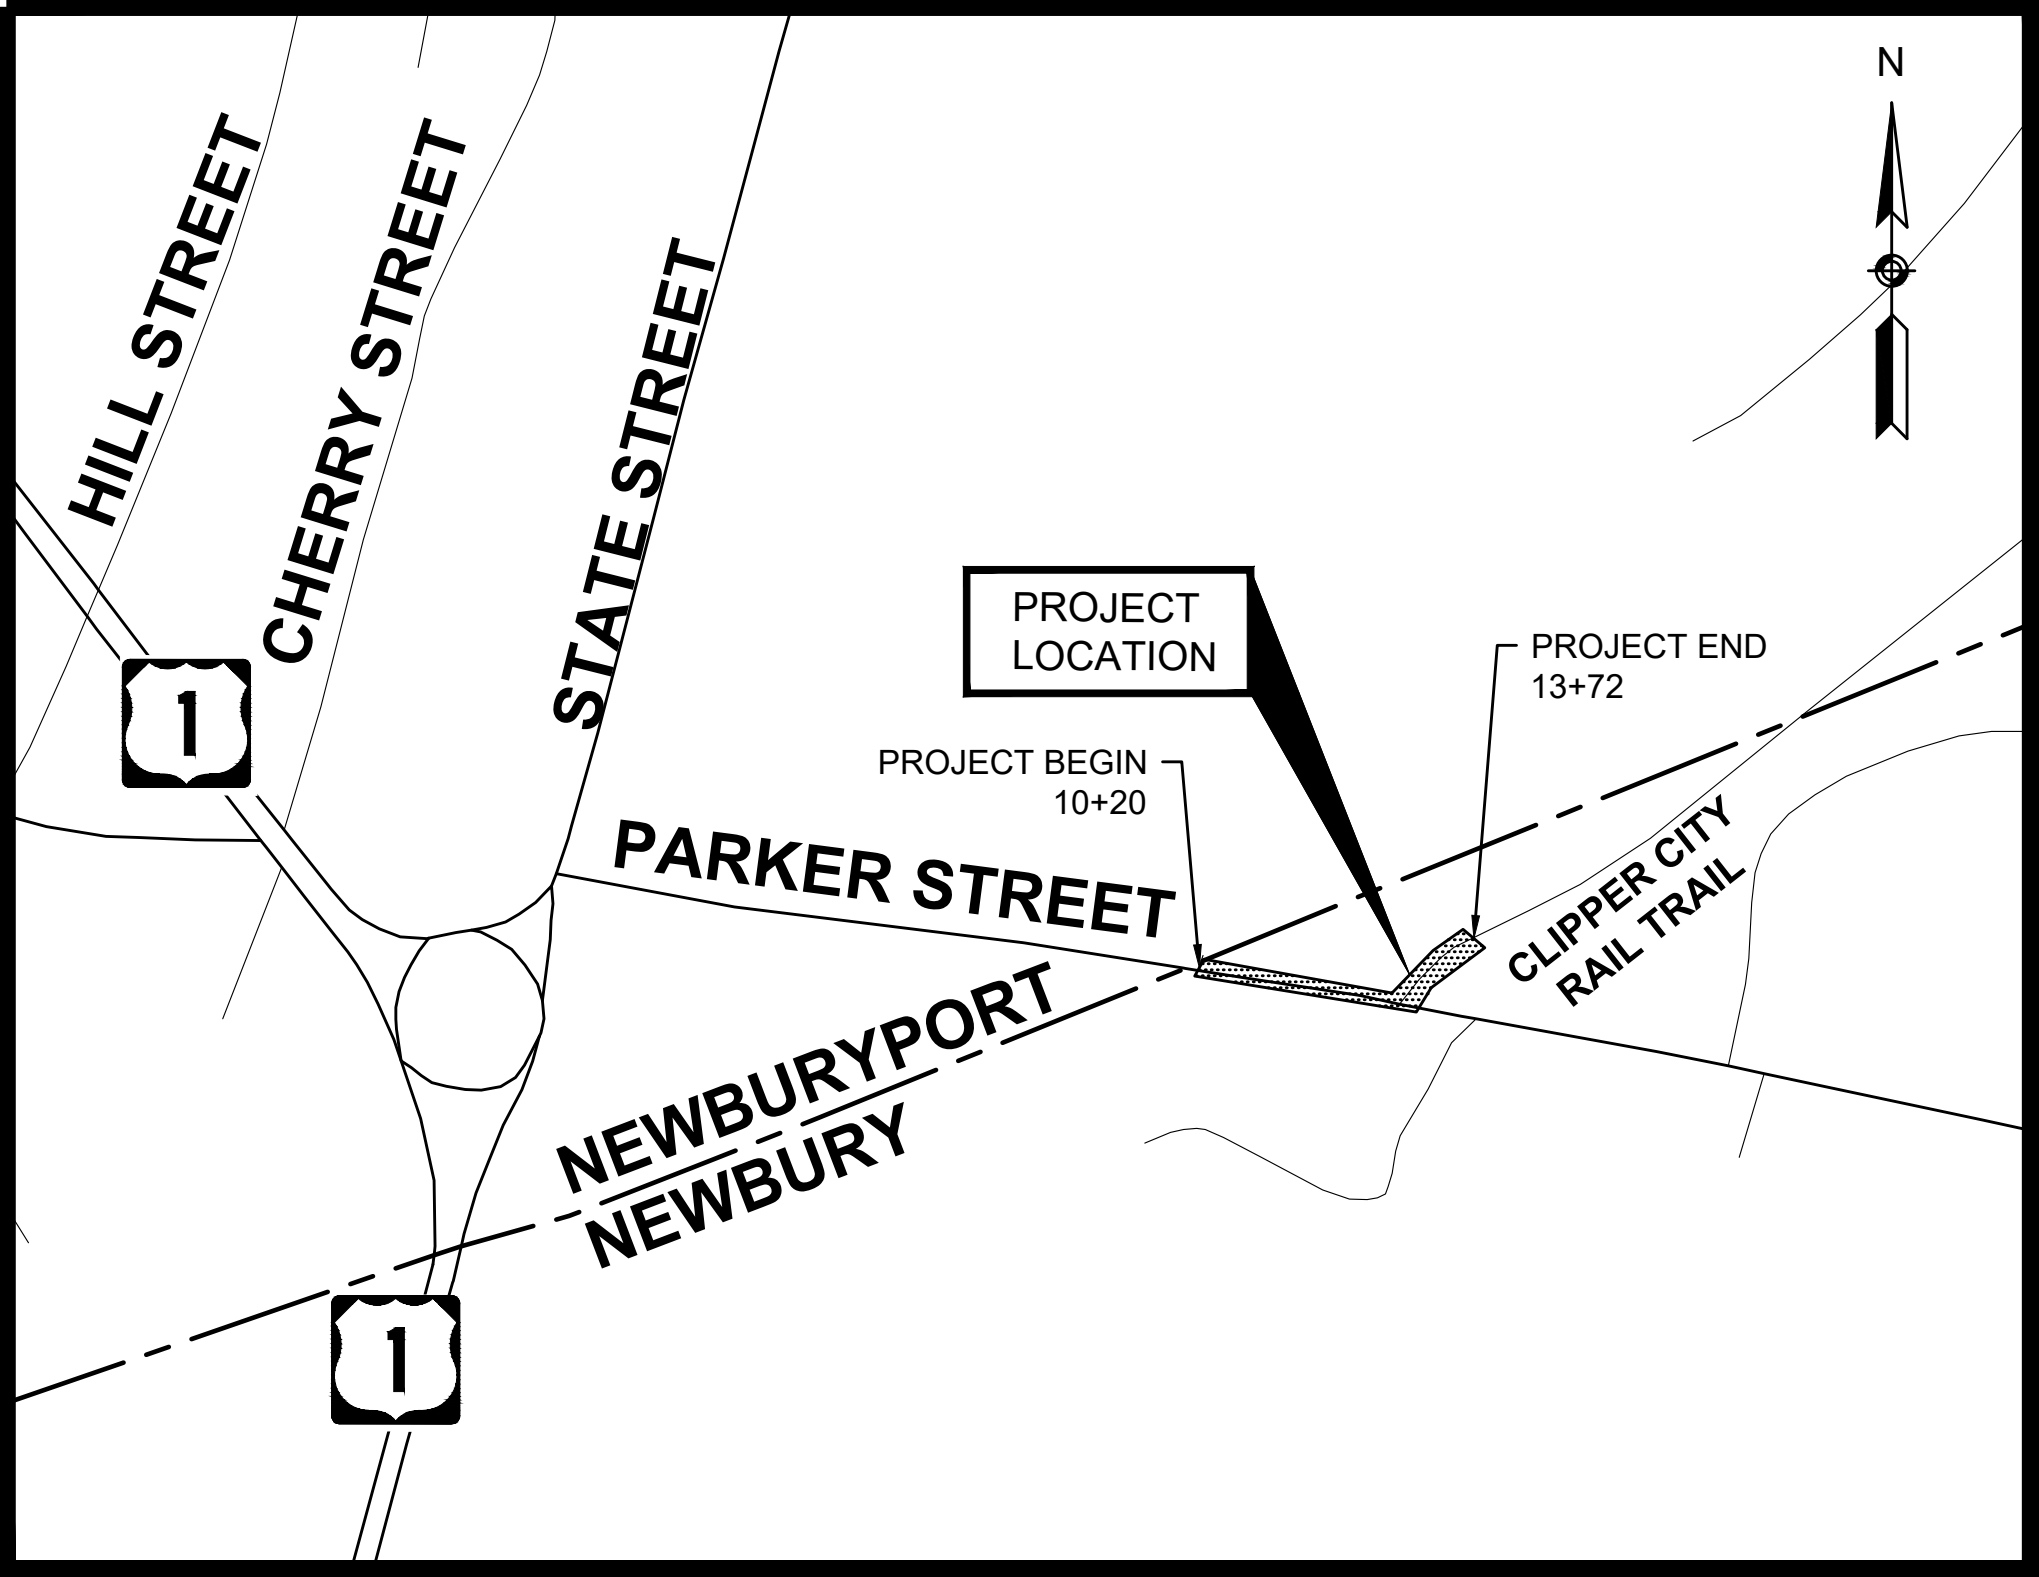 N
HILL STREET
CHERRY STREET
STATE STREET
PROJECT
LOCATION
PROJECT END
13+72
1
PROJECT BEGIN
10+20
PARKER STREET
CLIPPER CITY
RAIL TRAIL
NEWBURYPORT
NEWBURY
1